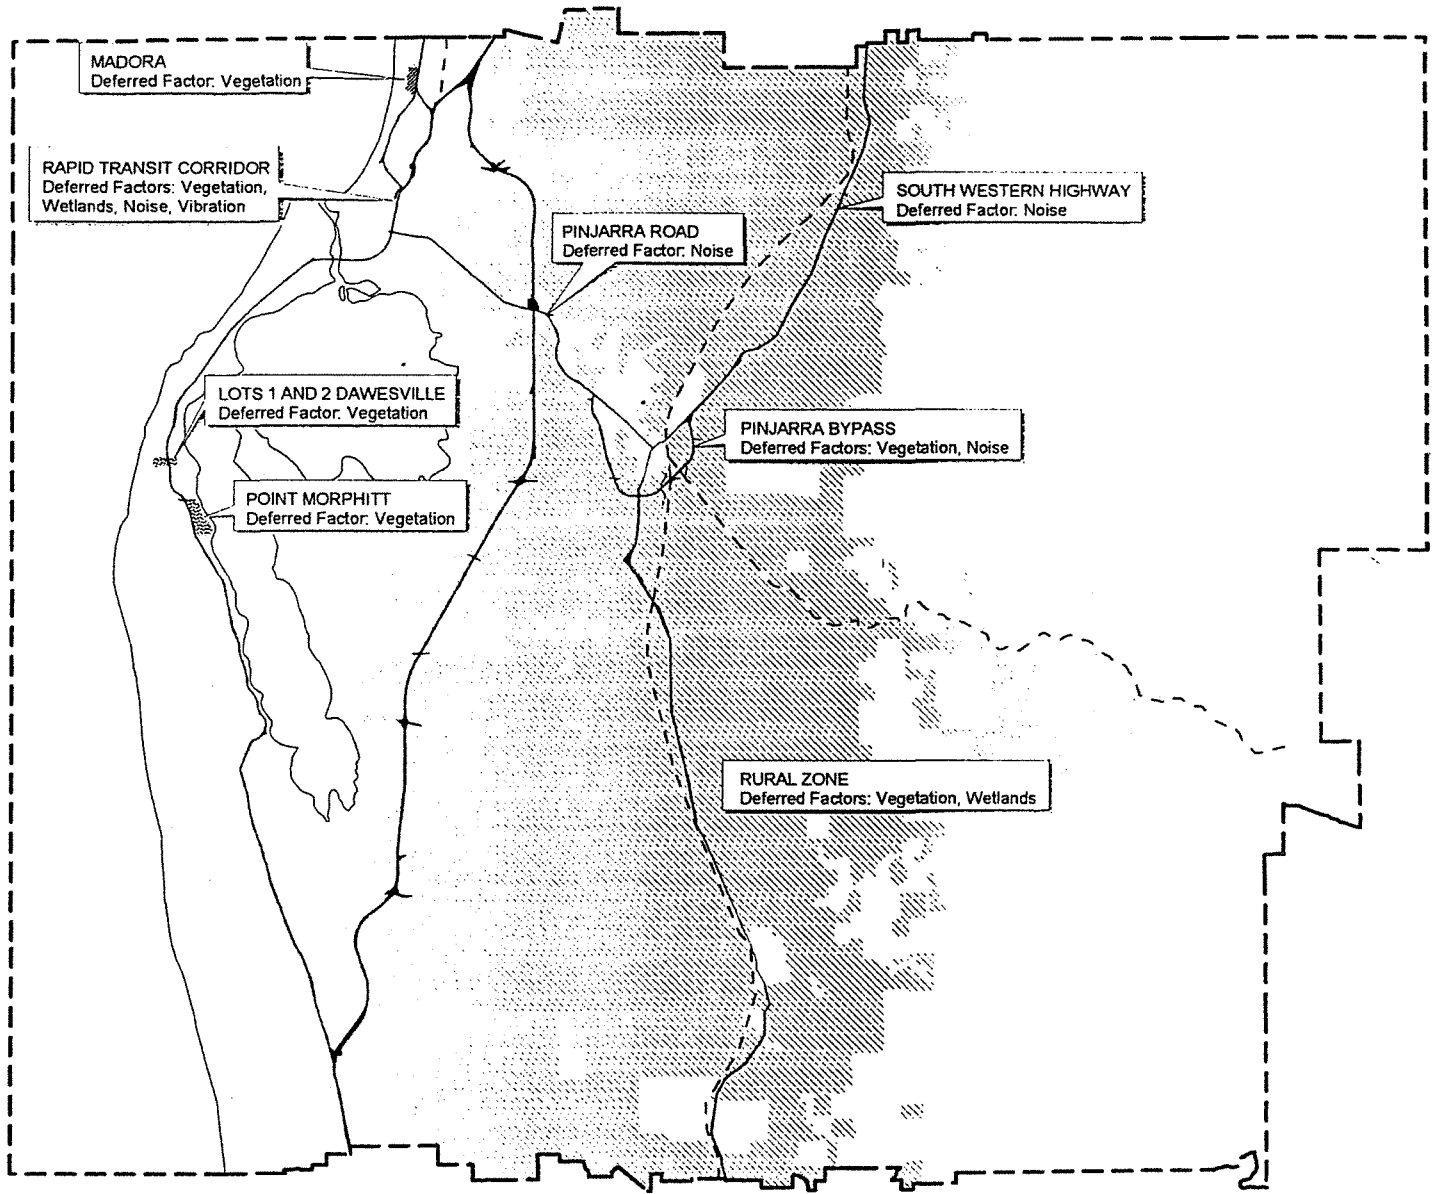 MADORA
Deferred Factor: Vegetation
RAPID TRANSIT CORRIDOR
Deferred Factors: Vegetation,
Wetlands, Noise, Vibration
SOUTH WESTERN HIGHWAY
Deferred Factor: Noise
PINJARRA ROAD
Deferred Factor: Noise
LOTS 1 AND 2 DAWESVILLE
Deferred Factor: Vegetation
PINJARRA BYPASS
Deferred Factors: Vegetation, Noise
POINT MORPHITT
Deferred Factor: Vegetation
RURAL ZONE
Deferred Factors: Vegetation, Wetlands